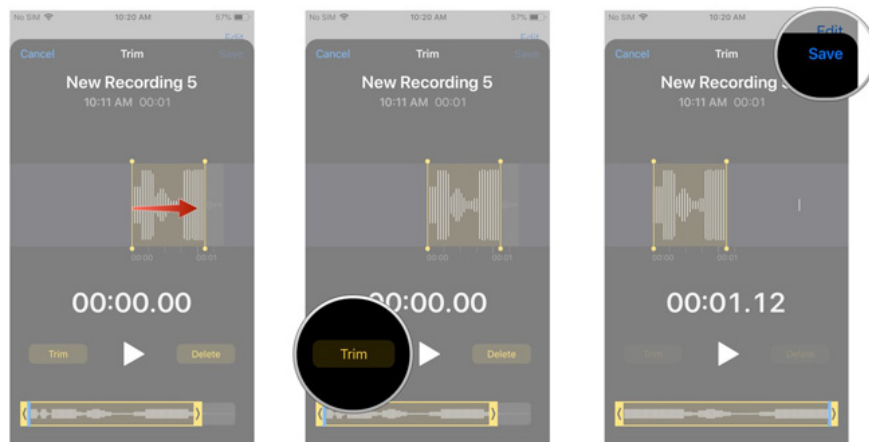 No SIM 10:20 AM 57%
Edit
Cancel Trim Save
New Recording 5
10:11 AM 00:01
00:00 00:01
00:00.00
Trim Delete
No SIM 10:20 AM 57%
Edit
Cancel Trim Save
New Recording 5
10:11 AM 00:01
00:00 00:01
00:00.00
Trim Delete
No SIM 10:20 AM
Edit
Cancel Trim Save
New Recording
10:11 AM 00:01
00:00 00:01
00:01.12
Trim Delete